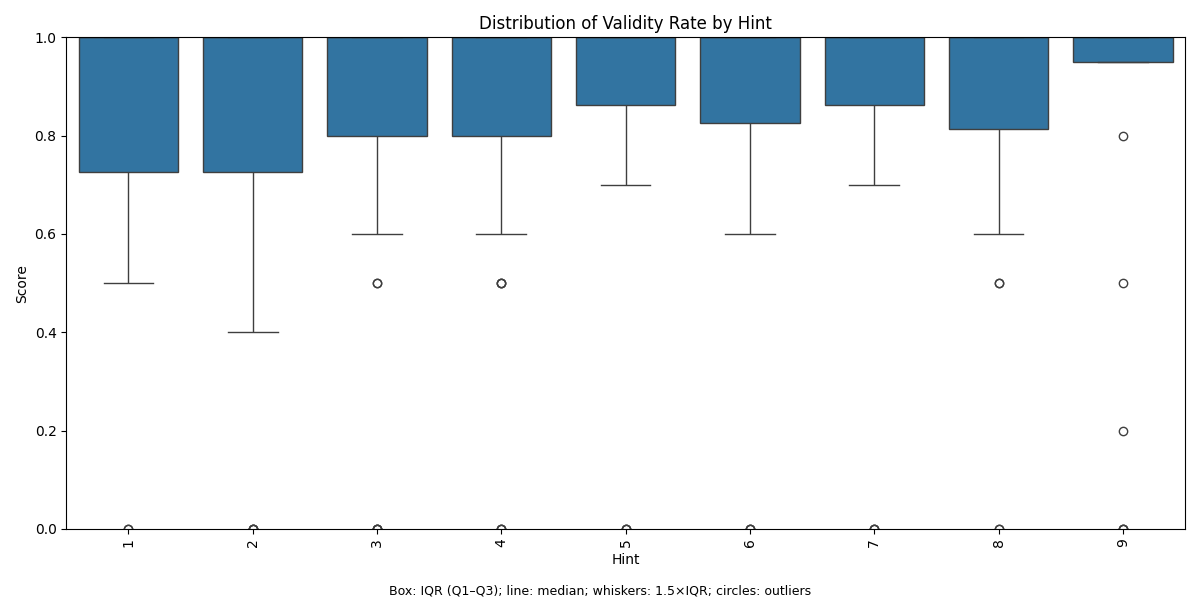 Distribution of Validity Rate by Hint
1.0
0.8
0.6
0.4
0.2
0.0
Score
1 2 3 4 5 6 7 8 9
Hint
Box: IQR (Q1–Q3); line: median; whiskers: 1.5×IQR; circles: outliers